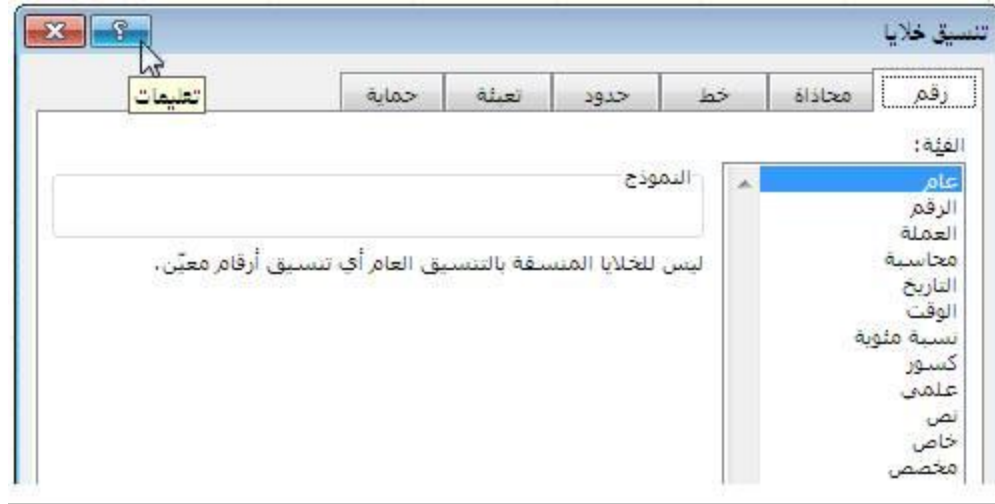 تنسيق خلايا
؟
تعليمات
رقم محاذاة خط حدود تعبئة حماية
الفئة:
عام
الرقم
العملة
محاسبة
التاريخ
الوقت
نسبة مئوية
كسور
علمي
نص
خاص
مخصص
النموذج
ليس للخلايا المنسقة بالتنسيق العام أي تنسيق أرقام معيّن.